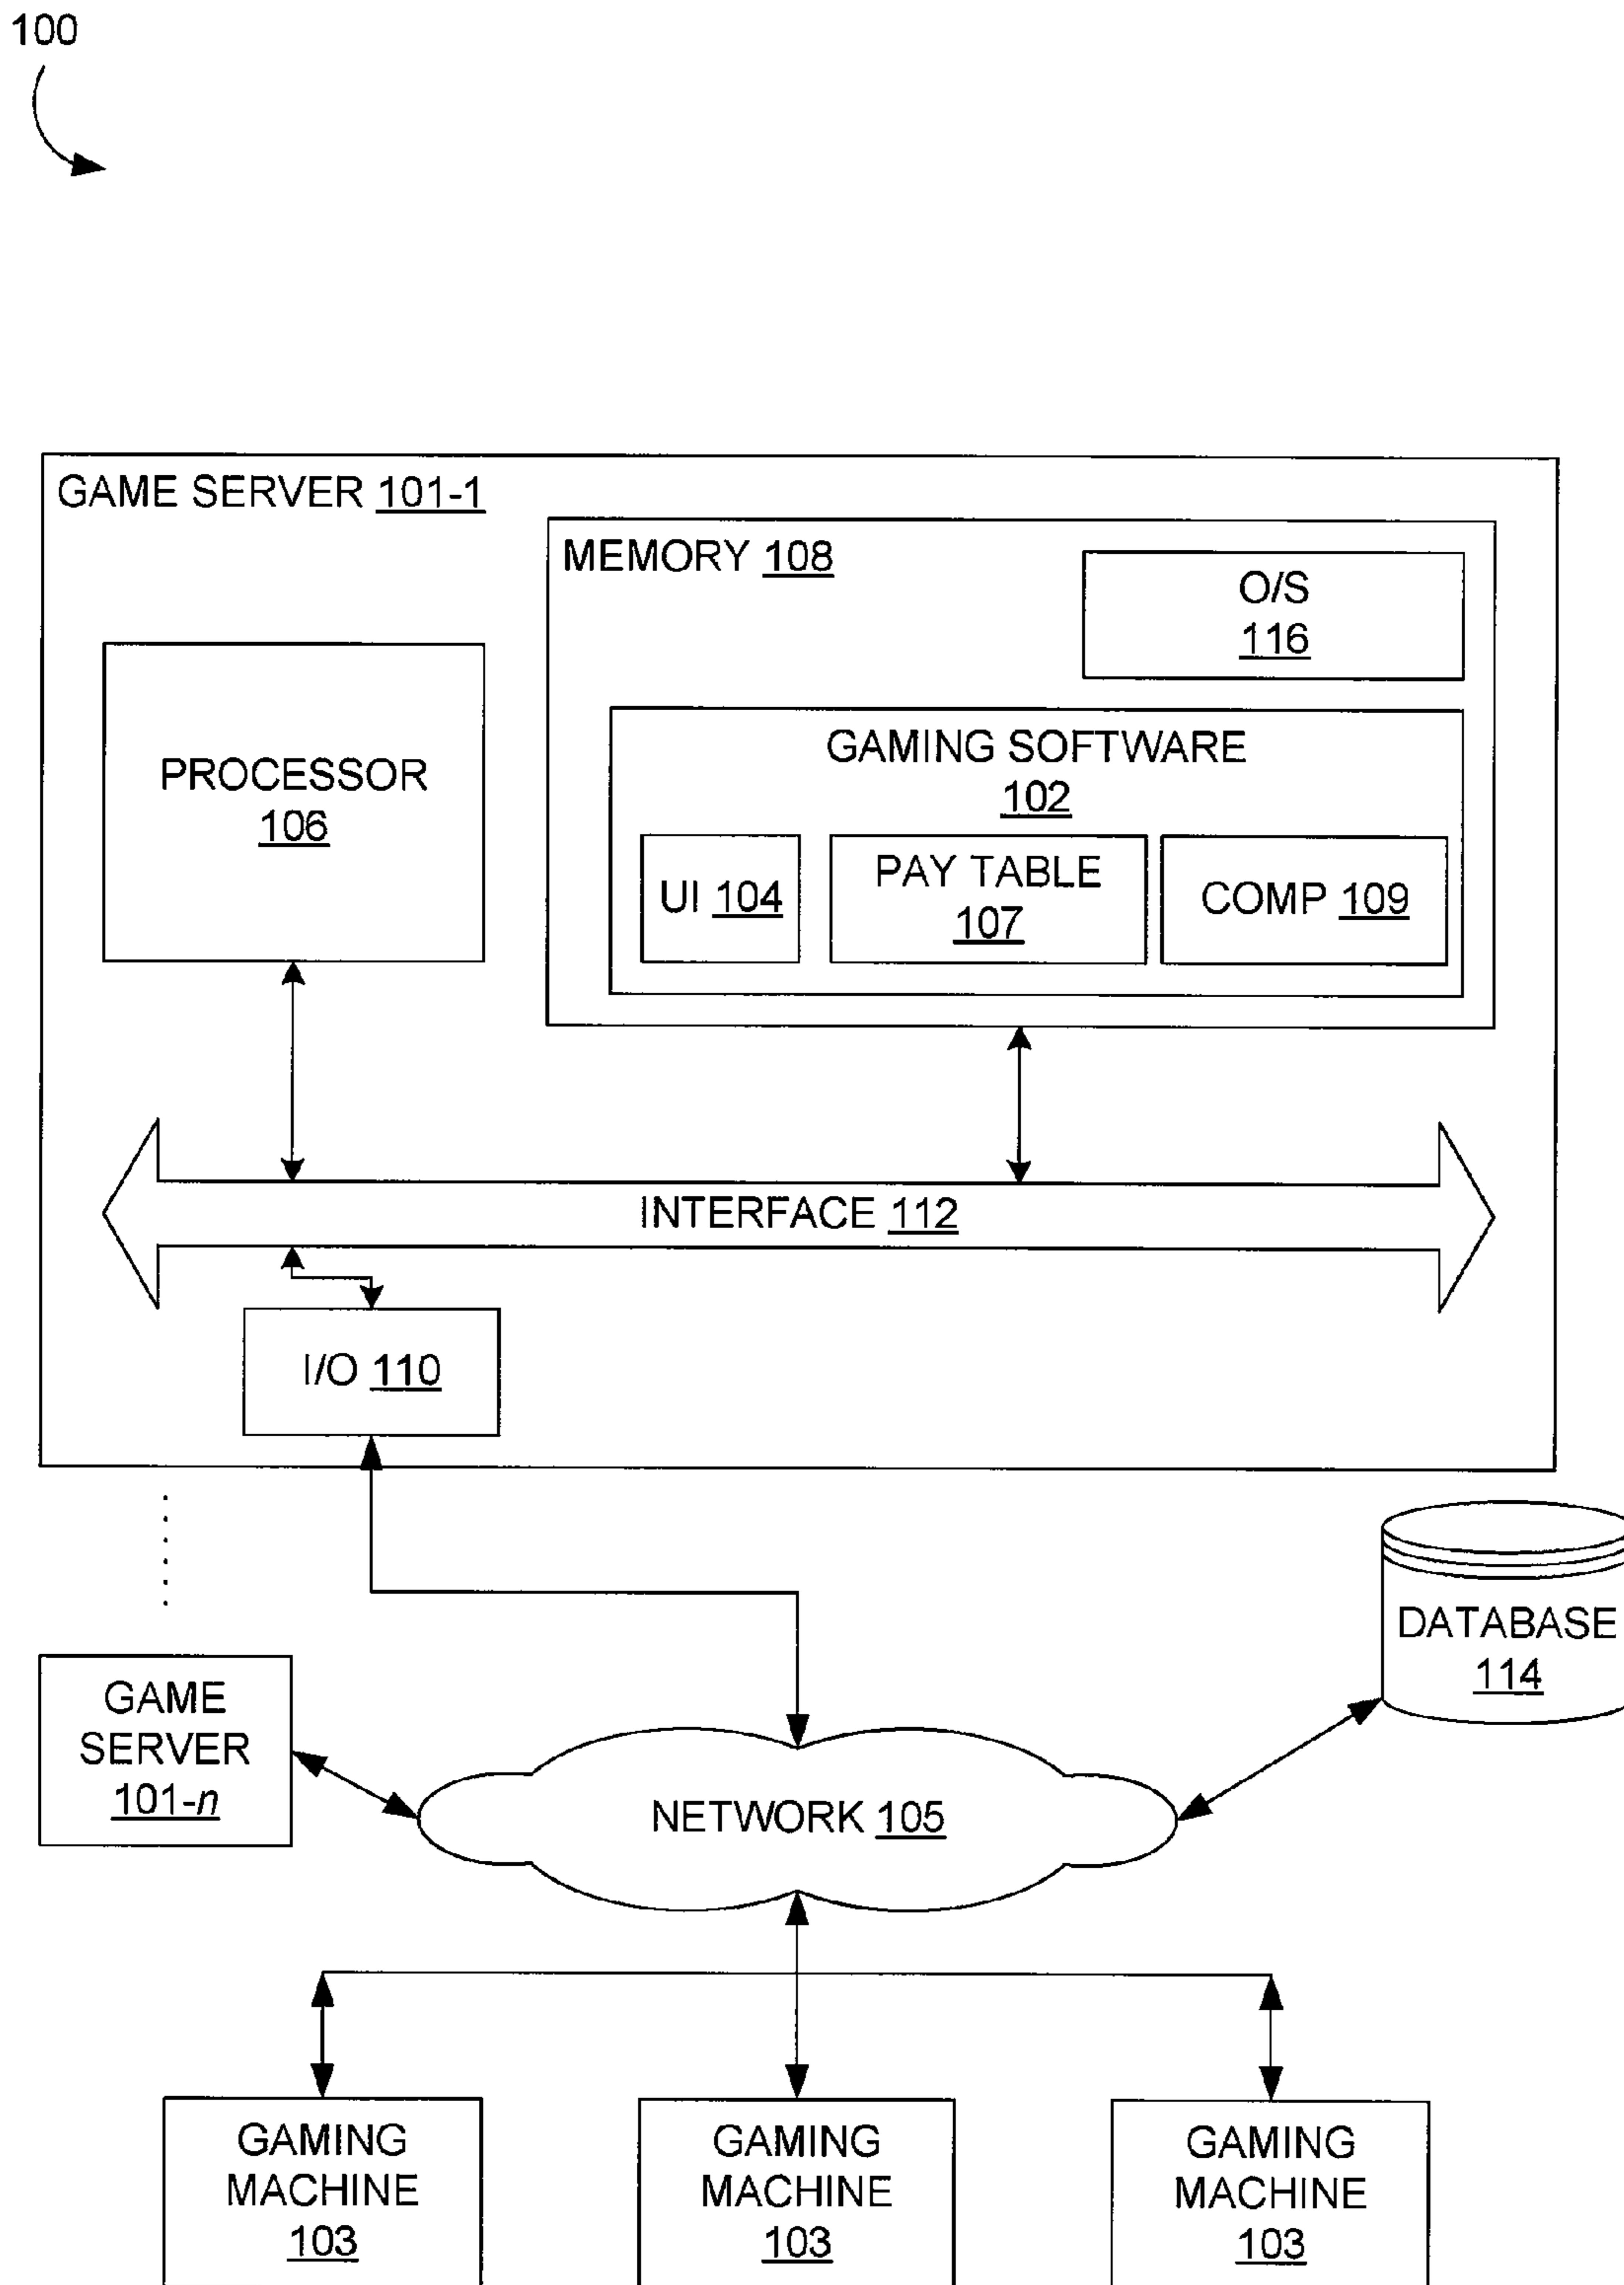 100
GAME SERVER 101-1
MEMORY 108
O/S
116
PROCESSOR
106
GAMING SOFTWARE
102
UI 104
PAY TABLE
107
COMP 109
INTERFACE 112
I/O 110
DATABASE
114
GAME
SERVER
101-n
NETWORK 105
GAMING
MACHINE
103
GAMING
MACHINE
103
GAMING
MACHINE
103